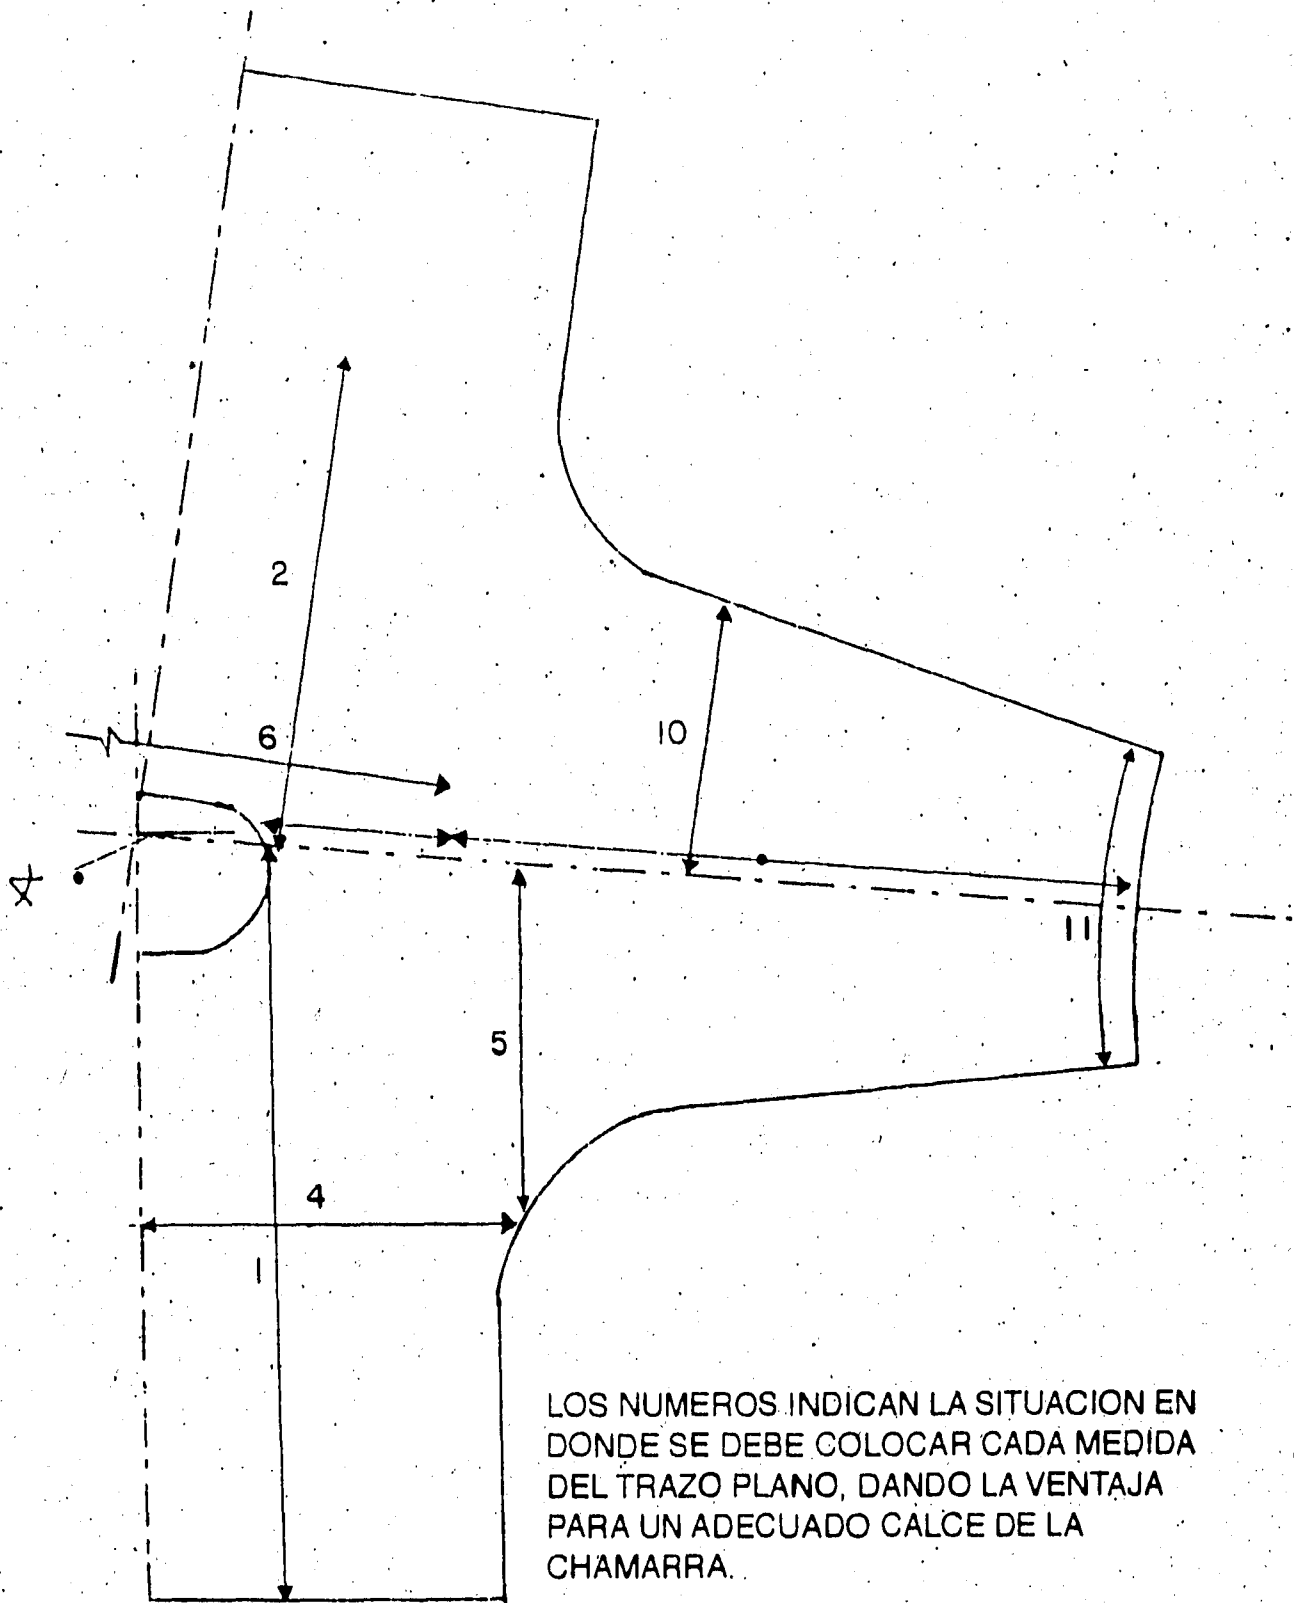 2
6
10
11
5
4
1
LOS NUMEROS INDICAN LA SITUACION EN
DONDE SE DEBE COLOCAR CADA MEDIDA
DEL TRAZO PLANO, DANDO LA VENTAJA
PARA UN ADECUADO CALCE DE LA
CHAMARRA.